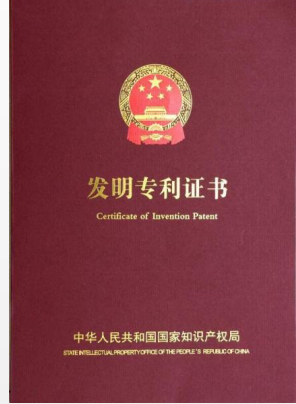 发明专利证书
Certificate of Invention Patent
中华人民共和国国家知识产权局
STATE INTELLECTUAL PROPERTY OFFICE OF THE PEOPLE'S REPUBLIC OF CHINA